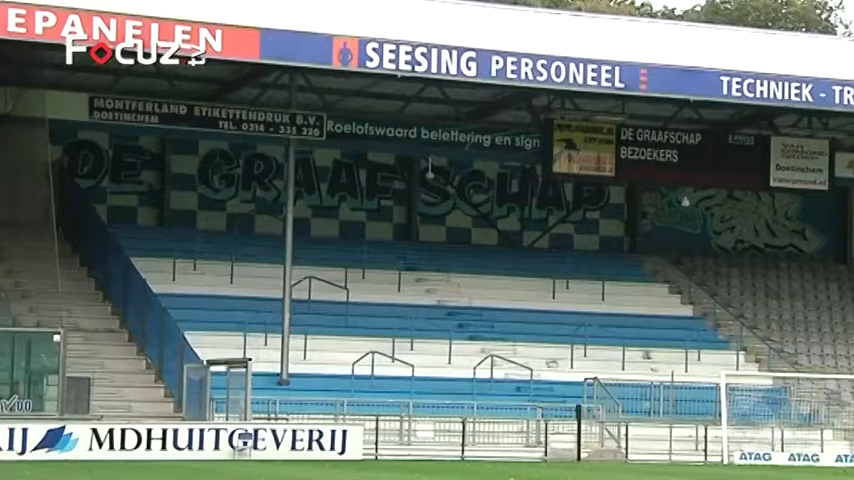 EPANELEN
FOCUZ.TV
SEESING PERSONEEL
TECHNIEK - TR
MONTFERLAND ETIKETTENDRUK B.V.
DOETINCHEM
TEL. 0314 - 335 320
Roelofswaard belettering en sign
DE GRAAFSCHAP
BEZOEKERS
Doetinchem
DE GRAAFSCHAP
IJ MDHUITGEVERIJ
ATAG ATAG ATA